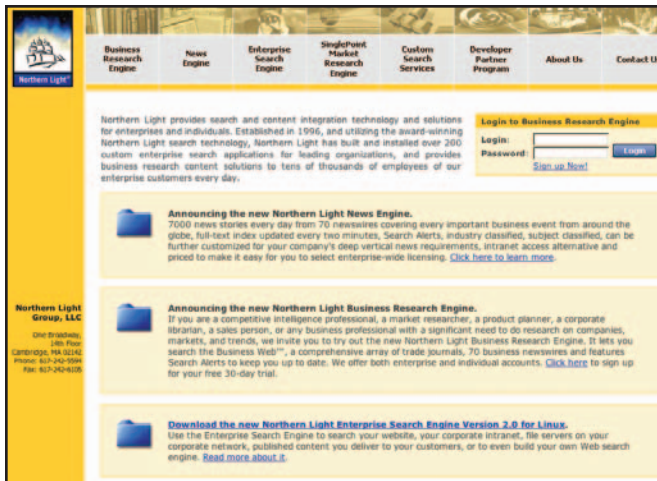 Northern Light™
Business
Research
Engine
News
Engine
Enterprise
Search
Engine
SinglePoint
Market
Research
Engine
Custom
Search
Services
Developer
Partner
Program
About Us
Contact U
Northern Light provides search and content integration technology and solutions
for enterprises and individuals. Established in 1996, and utilizing the award-winning
Northern Light search technology, Northern Light has built and installed over 200
custom enterprise search applications for leading organizations, and provides
business research content solutions to tens of thousands of employees of our
enterprise customers every day.
Login to Business Research Engine
Login:
Password:
Login
Sign up Now!
Announcing the new Northern Light News Engine.
7000 news stories every day from 70 newswires covering every important business event from around the
globe, full-text index updated every two minutes, Search Alerts, industry classified, subject classified, can be
further customized for your company's deep vertical news requirements, intranet access alternative and
priced to make it easy for you to select enterprise-wide licensing. Click here to learn more.
Northern Light
Group, LLC
One Broadway,
14th Floor
Cambridge, MA 02142
Phone: 617-242-5594
Fax: 617-242-6105
Announcing the new Northern Light Business Research Engine.
If you are a competitive intelligence professional, a market researcher, a product planner, a corporate
librarian, a sales person, or any business professional with a significant need to do research on companies,
markets, and trends, we invite you to try out the new Northern Light Business Research Engine. It lets you
search the Business Web™, a comprehensive array of trade journals, 70 business newswires and features
Search Alerts to keep you up to date. We offer both enterprise and individual accounts. Click here to sign up
for your free 30-day trial.
Download the new Northern Light Enterprise Search Engine Version 2.0 for Linux.
Use the Enterprise Search Engine to search your website, your corporate intranet, file servers on your
corporate network, published content you deliver to your customers, or to even build your own Web search
engine. Read more about it.